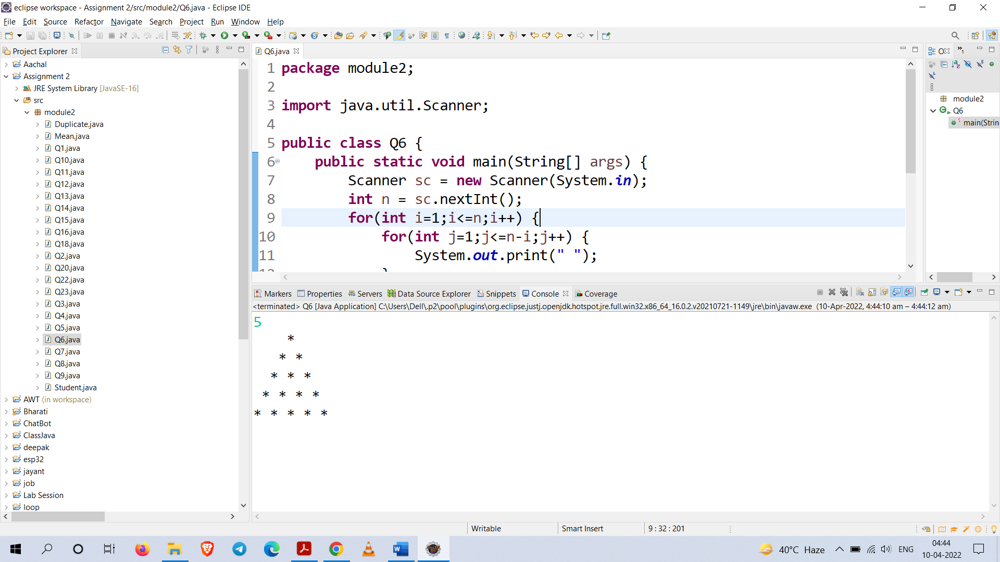 eclipse workspace - Assignment 2/src/module2/Q6.java - Eclipse IDE
File Edit Source Refactor Navigate Search Project Run Window Help
Project Explorer
Aachal
Assignment 2
JRE System Library [JavaSE-16]
src
module2
Duplicate.java
Mean.java
Q1.java
Q10.java
Q11.java
Q12.java
Q13.java
Q14.java
Q15.java
Q16.java
Q18.java
Q2.java
Q20.java
Q22.java
Q23.java
Q3.java
Q4.java
Q5.java
Q6.java
Q7.java
Q8.java
Q9.java
Student.java
AWT (in workspace)
Bharati
ChatBot
ClassJava
deepak
esp32
jayant
job
Lab Session
loop
Q6.java
1 package module2;
2
3 import java.util.Scanner;
4
5 public class Q6 {
6 public static void main(String[] args) {
7 Scanner sc = new Scanner(System.in);
8 int n = sc.nextInt();
9 for(int i=1;i<=n;i++) {
10 for(int j=1;j<=n-i;j++) {
11 System.out.print(" ");
12 }
O
module2
Q6
main(Strin
Markers Properties Servers Data Source Explorer Snippets Console Coverage
<terminated> Q6 [Java Application] C:\Users\Dell\.p2\pool\plugins\org.eclipse.justj.openjdk.hotspot.jre.full.win32.x86_64_16.0.2.v20210721-1149\jre\bin\javaw.exe (10-Apr-2022, 4:44:10 am – 4:44:12 am)
5
*
* *
* * *
* * * *
* * * * *
Writable Smart Insert 9 : 32 : 201
40°C Haze ENG 04:44
10-04-2022